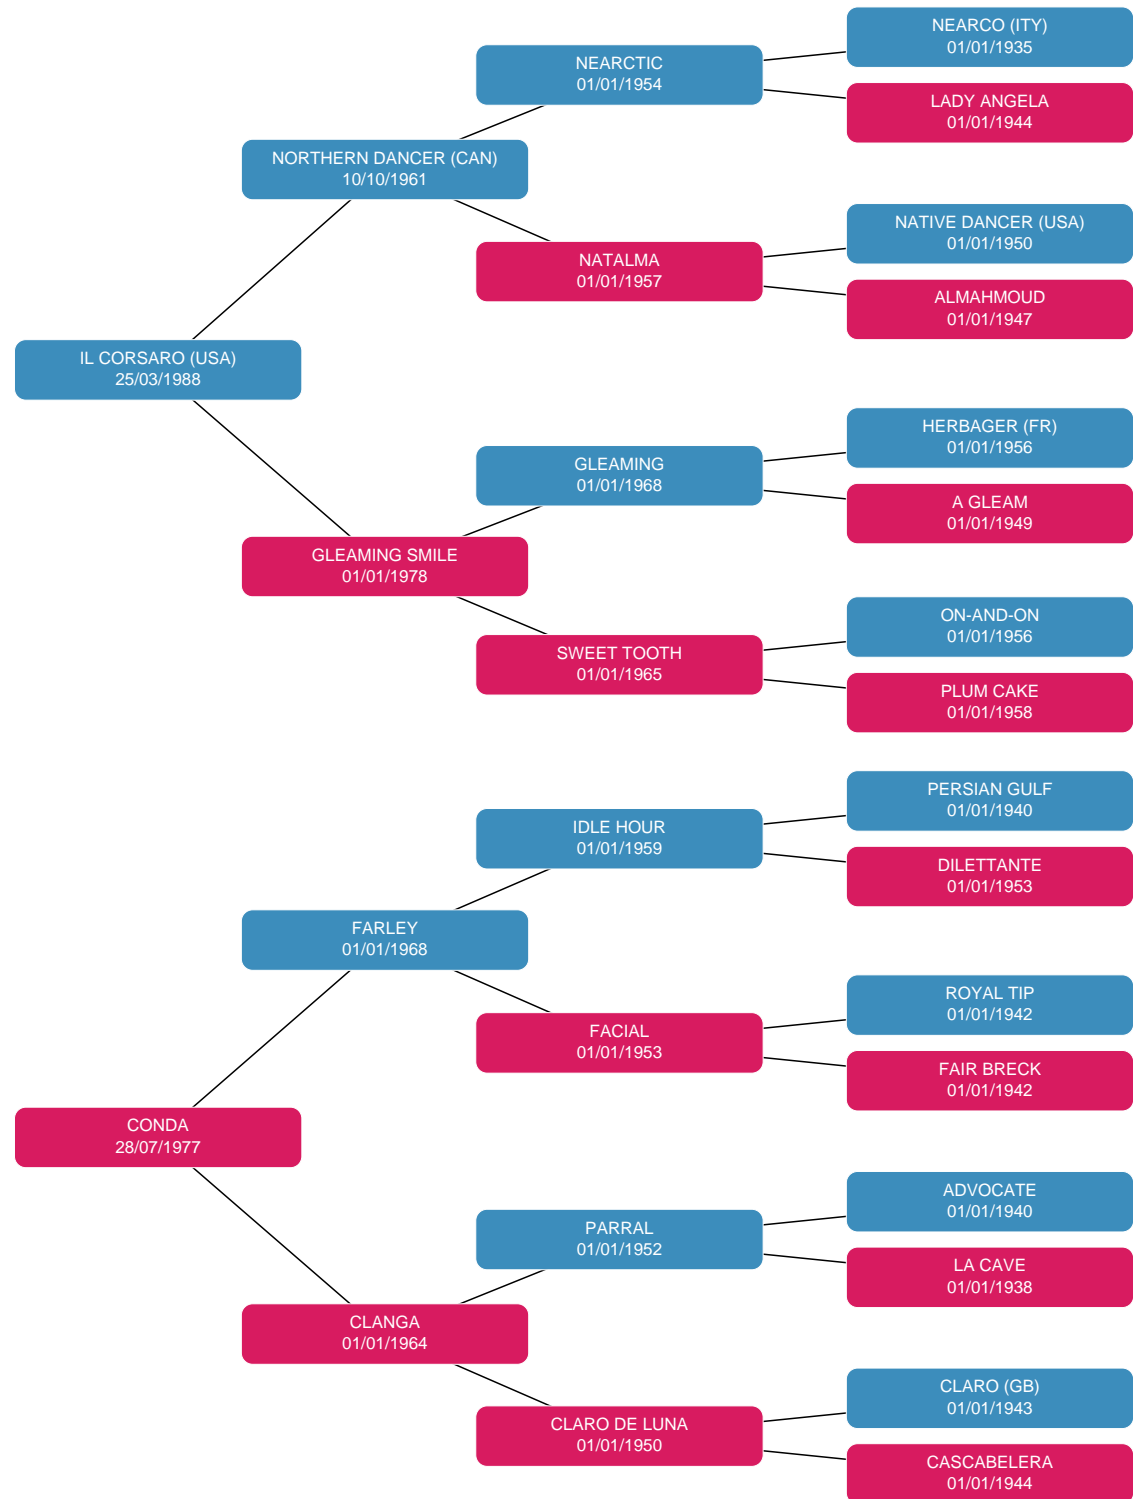 NEARCO (ITY)
01/01/1935
NEARCTIC
01/01/1954
LADY ANGELA
01/01/1944
NORTHERN DANCER (CAN)
10/10/1961
NATIVE DANCER (USA)
01/01/1950
NATALMA
01/01/1957
ALMAHMOUD
01/01/1947
IL CORSARO (USA)
25/03/1988
HERBAGER (FR)
01/01/1956
GLEAMING
01/01/1968
A GLEAM
01/01/1949
GLEAMING SMILE
01/01/1978
ON-AND-ON
01/01/1956
SWEET TOOTH
01/01/1965
PLUM CAKE
01/01/1958
PERSIAN GULF
01/01/1940
IDLE HOUR
01/01/1959
DILETTANTE
01/01/1953
FARLEY
01/01/1968
ROYAL TIP
01/01/1942
FACIAL
01/01/1953
FAIR BRECK
01/01/1942
CONDA
28/07/1977
ADVOCATE
01/01/1940
PARRAL
01/01/1952
LA CAVE
01/01/1938
CLANGA
01/01/1964
CLARO (GB)
01/01/1943
CLARO DE LUNA
01/01/1950
CASCABELERA
01/01/1944